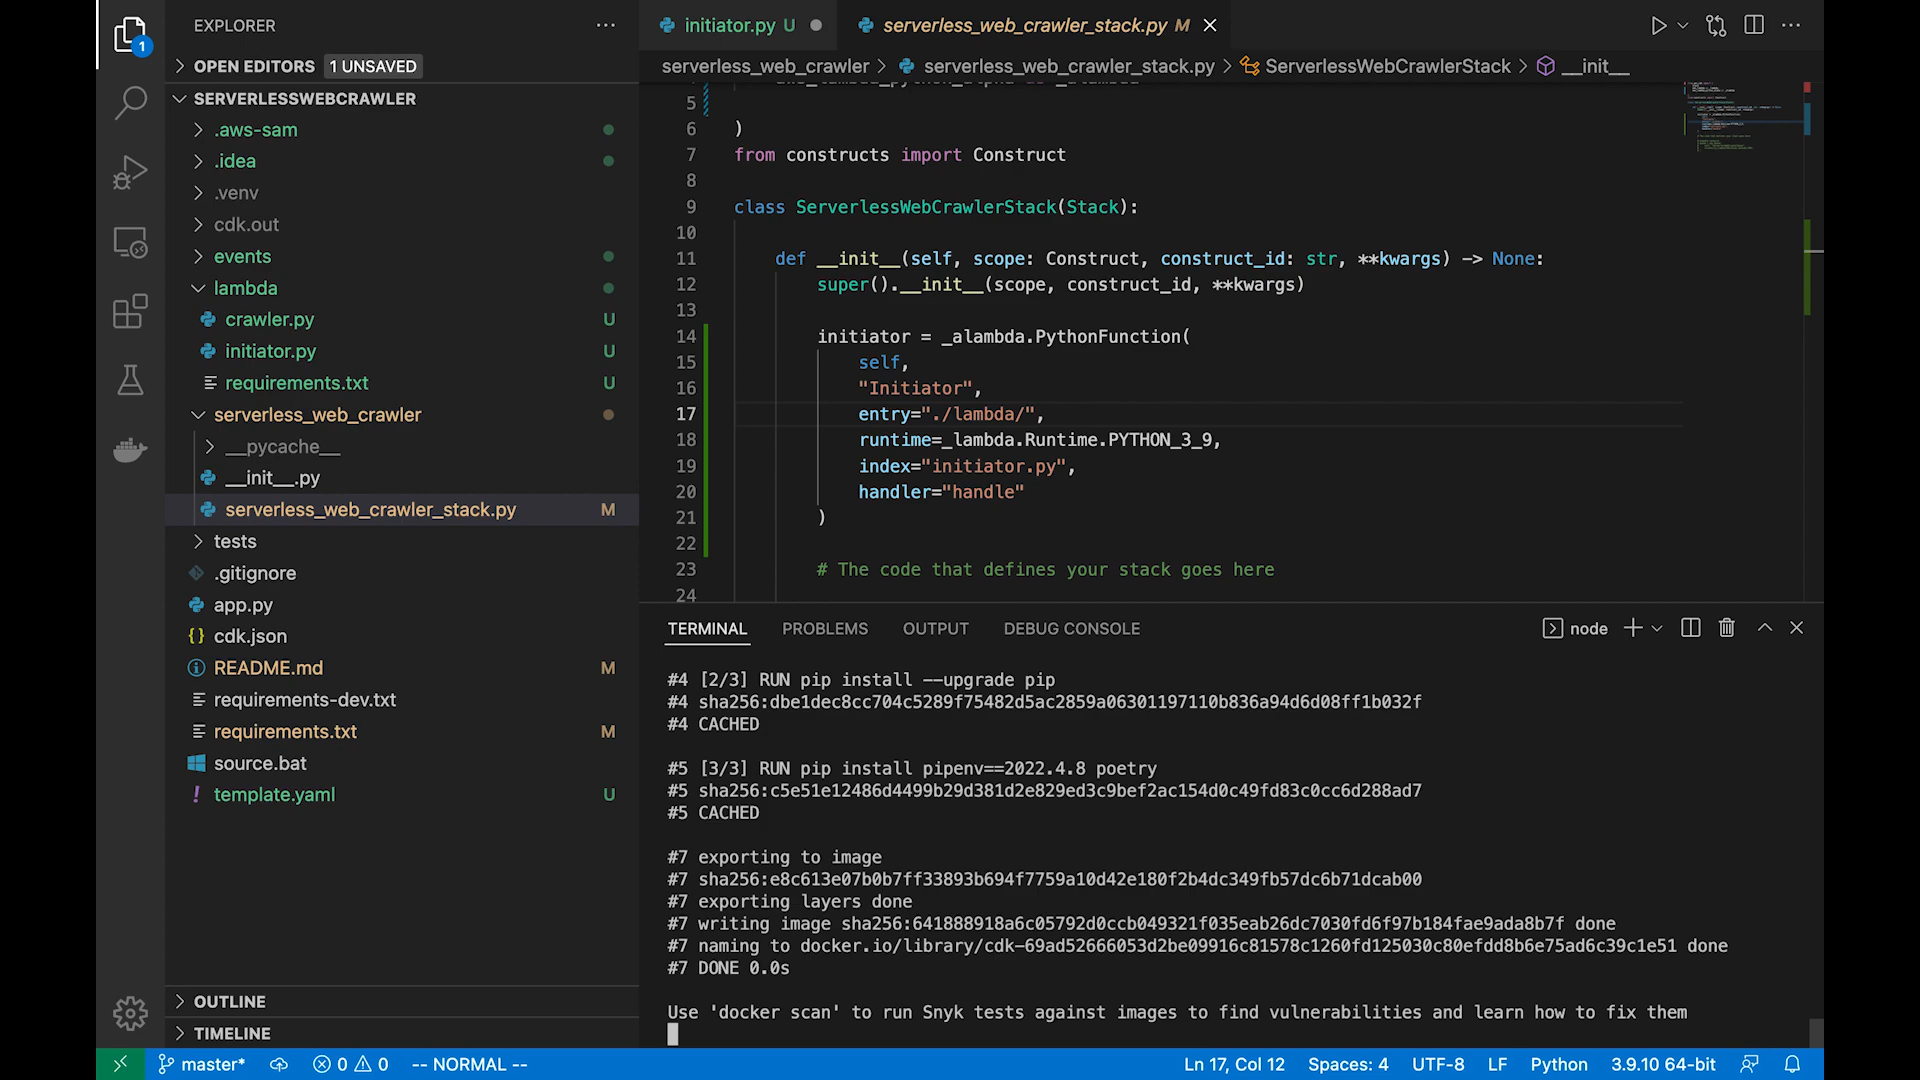 1
EXPLORER
OPEN EDITORS 1 UNSAVED
SERVERLESSWEBCRAWLER
.aws-sam
.idea
.venv
cdk.out
events
lambda
crawler.py U
initiator.py U
requirements.txt U
serverless_web_crawler
__pycache__
__init__.py
serverless_web_crawler_stack.py M
tests
.gitignore
app.py
cdk.json
README.md M
requirements-dev.txt
requirements.txt M
source.bat
template.yaml U
OUTLINE
TIMELINE
initiator.py U
serverless_web_crawler_stack.py M
serverless_web_crawler > serverless_web_crawler_stack.py > ServerlessWebCrawlerStack > __init__
5
6 )
7 from constructs import Construct
8
9 class ServerlessWebCrawlerStack(Stack):
10
11 def __init__(self, scope: Construct, construct_id: str, **kwargs) -> None:
12 super().__init__(scope, construct_id, **kwargs)
13
14 initiator = _alambda.PythonFunction(
15 self,
16 "Initiator",
17 entry="./lambda/",
18 runtime=_lambda.Runtime.PYTHON_3_9,
19 index="initiator.py",
20 handler="handle"
21 )
22
23 # The code that defines your stack goes here
24
TERMINAL PROBLEMS OUTPUT DEBUG CONSOLE node
#4 [2/3] RUN pip install --upgrade pip
#4 sha256:dbe1dec8cc704c5289f75482d5ac2859a06301197110b836a94d6d08ff1b032f
#4 CACHED
#5 [3/3] RUN pip install pipenv==2022.4.8 poetry
#5 sha256:c5e51e12486d4499b29d381d2e829ed3c9bef2ac154d0c49fd83c0cc6d288ad7
#5 CACHED
#7 exporting to image
#7 sha256:e8c613e07b0b7ff33893b694f7759a10d42e180f2b4dc349fb57dc6b71dcab00
#7 exporting layers done
#7 writing image sha256:641888918a6c05792d0ccb049321f035eab26dc7030fd6f97b184fae9ada8b7f done
#7 naming to docker.io/library/cdk-69ad52666053d2be09916c81578c1260fd125030c80efdd8b6e75ad6c39c1e51 done
#7 DONE 0.0s
Use 'docker scan' to run Snyk tests against images to find vulnerabilities and learn how to fix them
master* 0 0 -- NORMAL -- Ln 17, Col 12 Spaces: 4 UTF-8 LF Python 3.9.10 64-bit